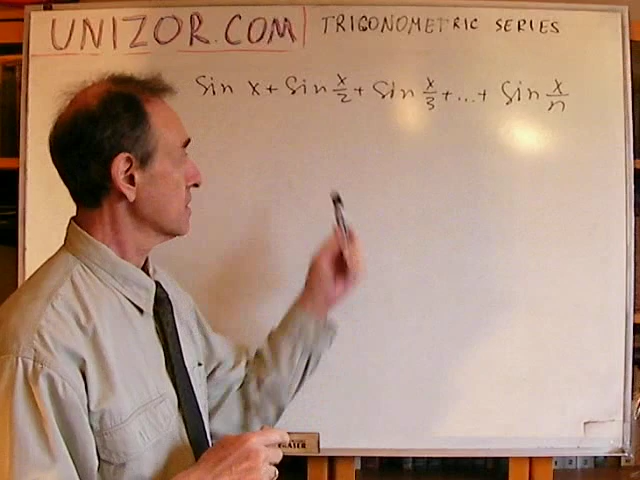 UNIZOR.COM TRIGONOMETRIC SERIES
Sin x + Sin x/2 + Sin x/3 + ... + Sin x/n